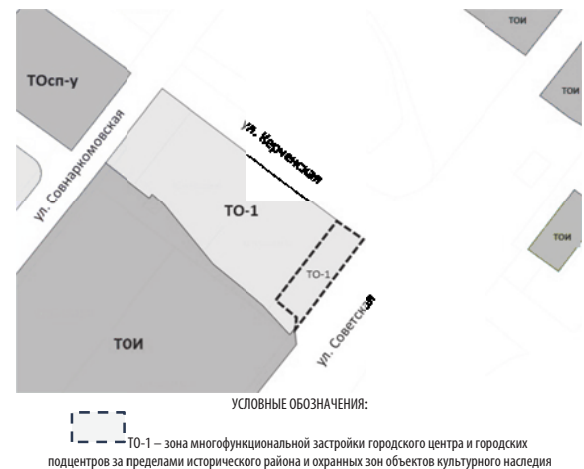 ТОИ
ТОсп-у
ТОИ
ул. Совнаркомовская
ул. Керченская
ТО-1
ТОИ
ТО-1
ул. Советская
ТОИ
УСЛОВНЫЕ ОБОЗНАЧЕНИЯ:
ТО-1 – зона многофункциональной застройки городского центра и городских
подцентров за пределами исторического района и охранных зон объектов культурного наследия